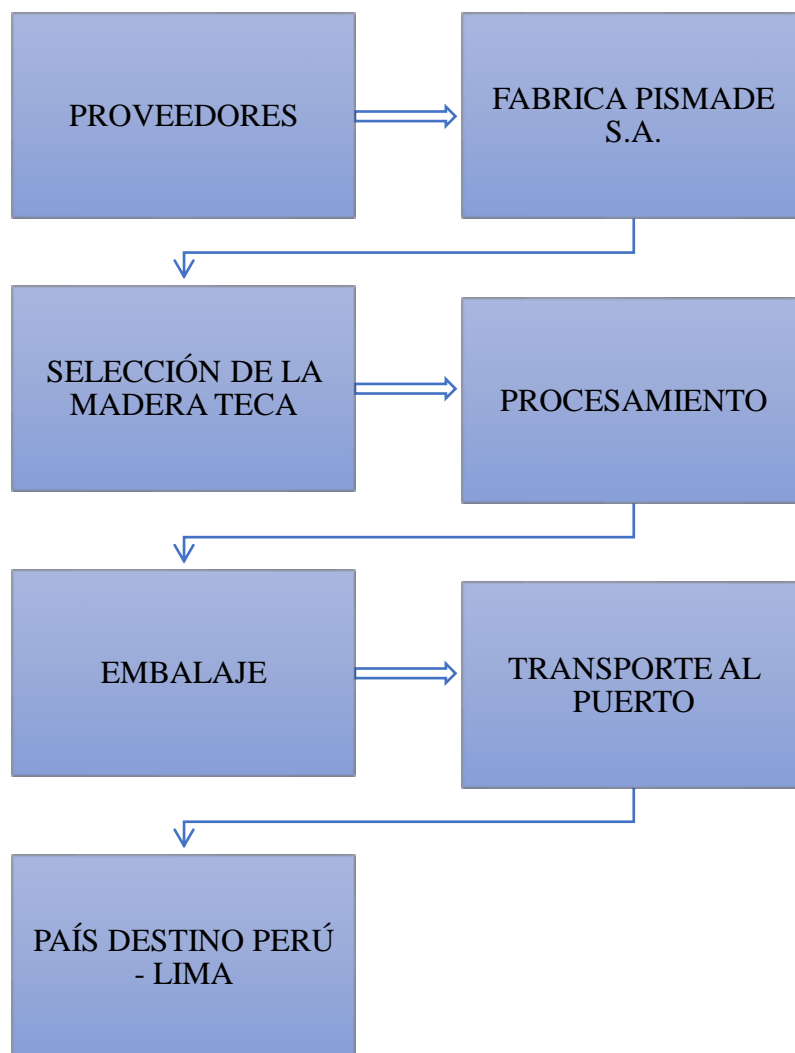 PROVEEDORES
FABRICA PISMADE
S.A.
SELECCIÓN DE LA
MADERA TECA
PROCESAMIENTO
EMBALAJE
TRANSPORTE AL
PUERTO
PAÍS DESTINO PERÚ
- LIMA